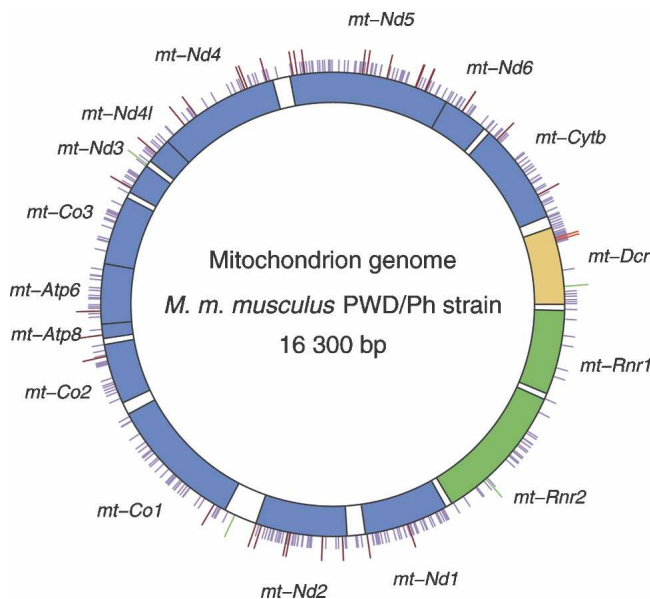 mt–Nd5
mt–Nd4
mt–Nd6
mt–Nd4l
mt–Cytb
mt–Nd3
mt–Co3
Mitochondrion genome
mt–Dcr
mt–Atp6
M. m. musculus PWD/Ph strain
mt–Atp8
16 300 bp
mt–Rnr1
mt–Co2
mt–Rnr2
mt–Co1
mt–Nd1
mt–Nd2